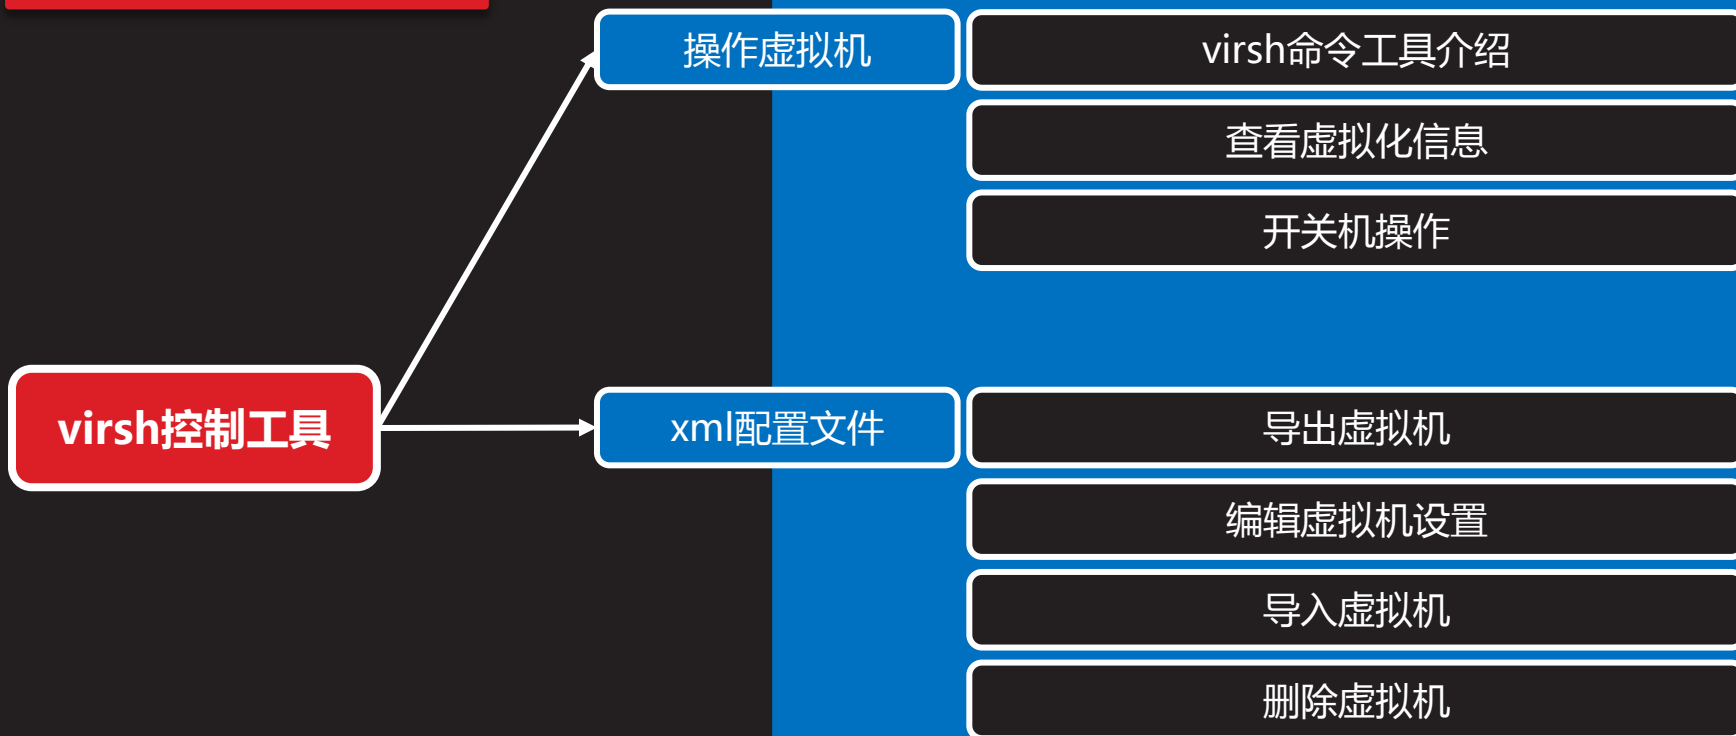 操作虚拟机
virsh命令工具介绍
查看虚拟化信息
开关机操作
virsh控制工具
xml配置文件
导出虚拟机
编辑虚拟机设置
导入虚拟机
删除虚拟机